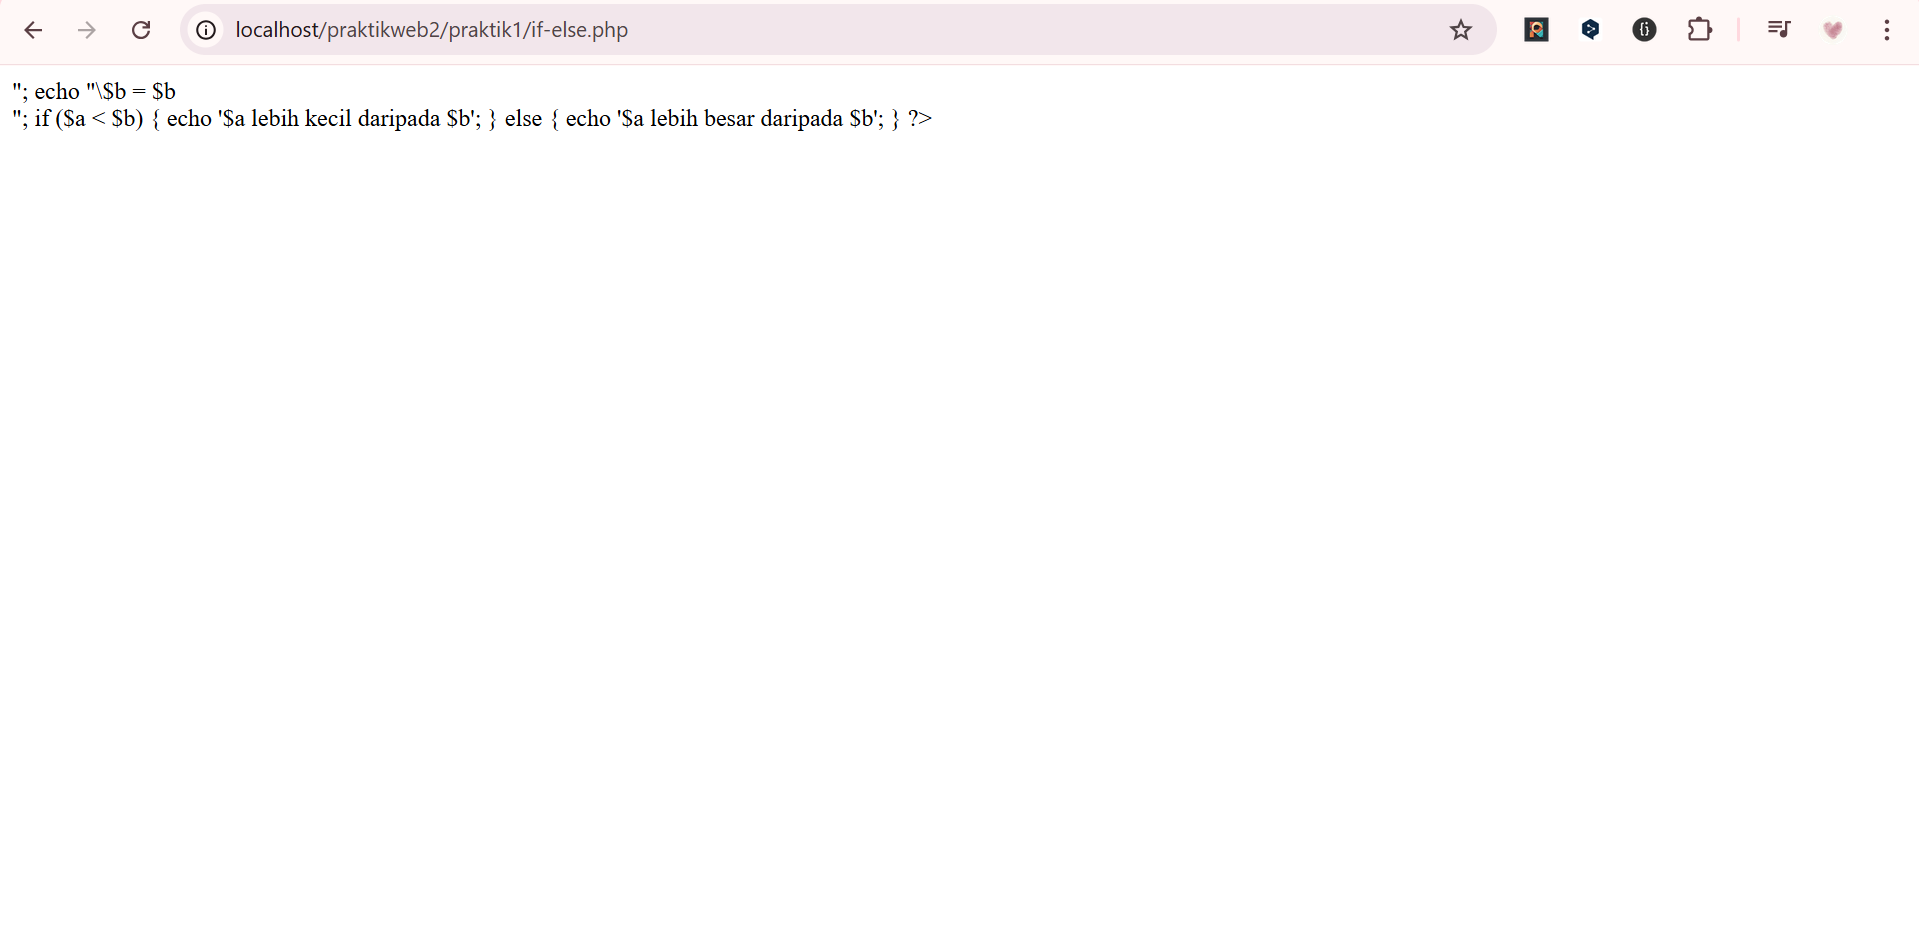 localhost/praktikweb2/praktik1/if-else.php
"; echo "\$b = $b
"; if ($a < $b) { echo '$a lebih kecil daripada $b'; } else { echo '$a lebih besar daripada $b'; } ?>